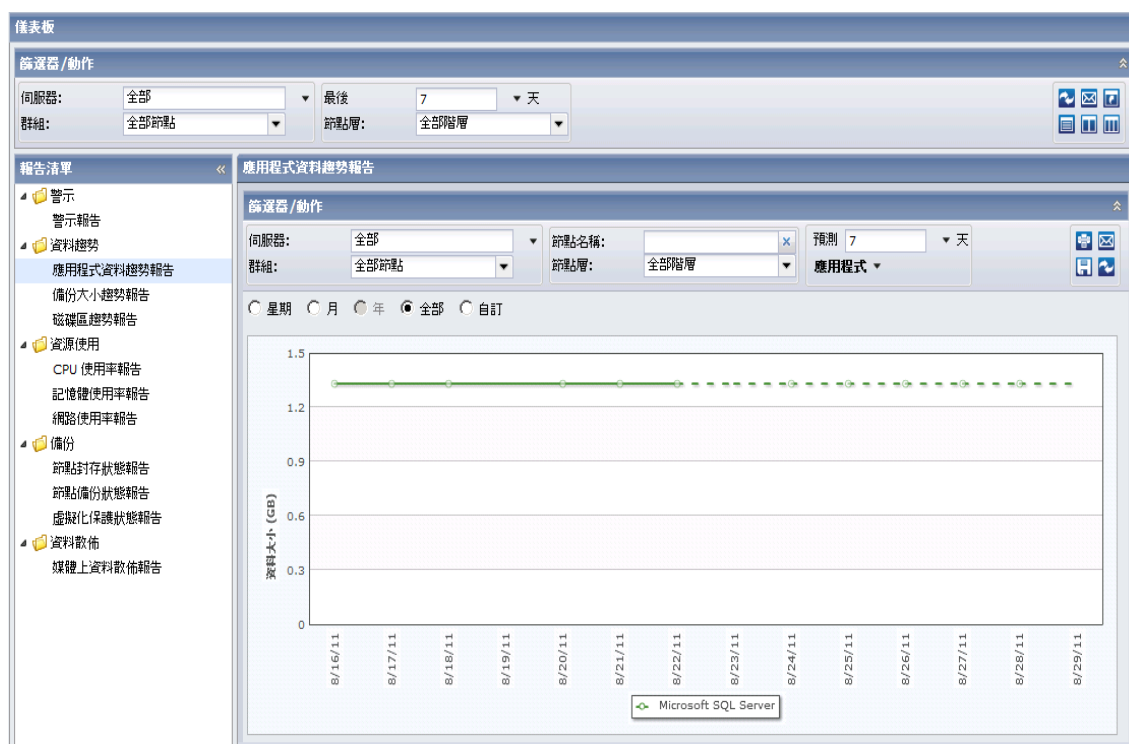 儀表板
篩選器/動作
伺服器: 全部 最後 7 天
群組: 全部節點 節點層: 全部階層
報告清單
警示
警示報告
資料趨勢
應用程式資料趨勢報告
備份大小趨勢報告
磁碟區趨勢報告
資源使用
CPU 使用率報告
記憶體使用率報告
網路使用率報告
備份
節點封存狀態報告
節點備份狀態報告
虛擬化保護狀態報告
資料散佈
媒體上資料散佈報告
應用程式資料趨勢報告
篩選器/動作
伺服器: 全部 節點名稱: 預測 7 天
群組: 全部節點 節點層: 全部階層 應用程式
星期 月 年 全部 自訂
1.5
1.2
0.9
0.6
0.3
0
資料大小 (GB)
8/16/11
8/17/11
8/18/11
8/19/11
8/20/11
8/21/11
8/22/11
8/23/11
8/24/11
8/25/11
8/26/11
8/27/11
8/28/11
8/29/11
Microsoft SQL Server